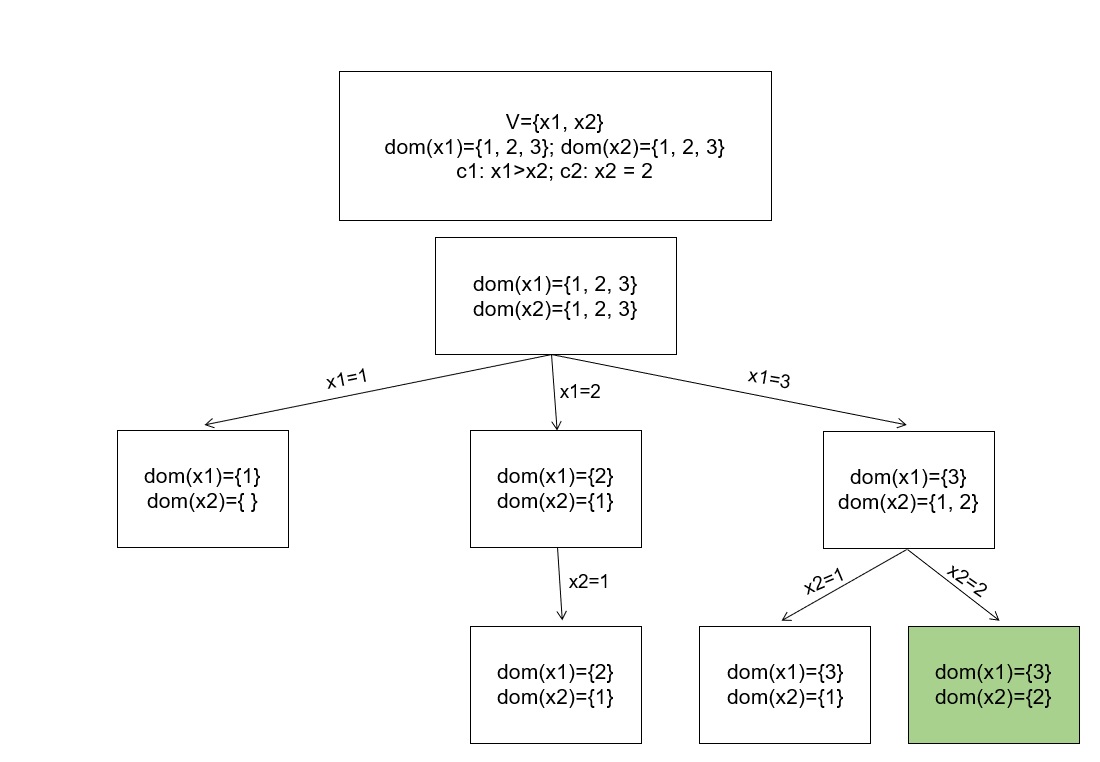 V={x1, x2}
dom(x1)={1, 2, 3}; dom(x2)={1, 2, 3}
c1: x1>x2; c2: x2 = 2
dom(x1)={1, 2, 3}
dom(x2)={1, 2, 3}
x1=1
x1=2
x1=3
dom(x1)={1}
dom(x2)={ }
dom(x1)={2}
dom(x2)={1}
dom(x1)={3}
dom(x2)={1, 2}
x2=1
x2=1
x2=2
dom(x1)={2}
dom(x2)={1}
dom(x1)={3}
dom(x2)={1}
dom(x1)={3}
dom(x2)={2}